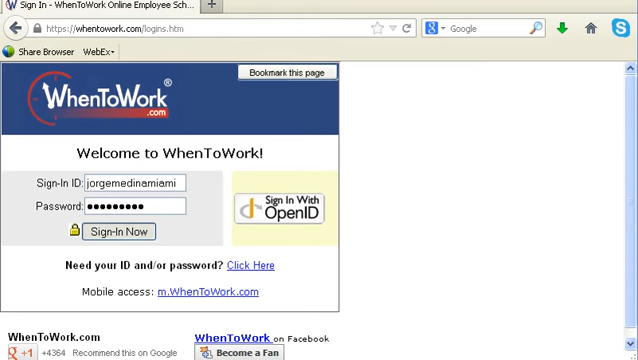 Sign In - WhenToWork Online Employee Sch...
https://whentowork.com/logins.htm
Google
Share Browser WebEx
Bookmark this page
WhenToWork®
.com
Welcome to WhenToWork!
Sign-In ID: jorgemedinamiami
Password: •••••••••
Sign-In Now
Sign In With
OpenID
Need your ID and/or password? Click Here
Mobile access: m.WhenToWork.com
WhenToWork.com
WhenToWork on Facebook
g +1 +4364 Recommend this on Google
Become a Fan